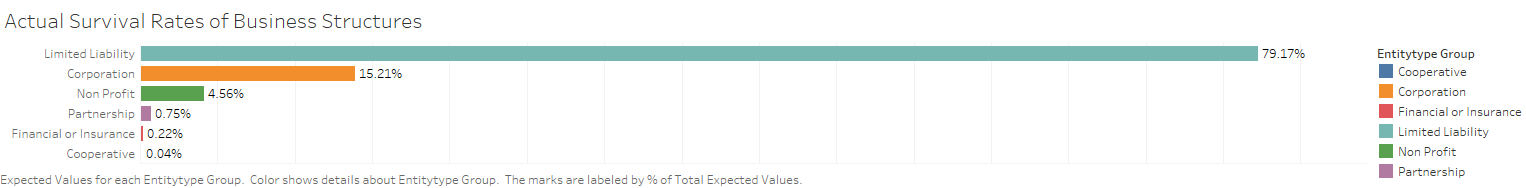 Actual Survival Rates of Business Structures
Limited Liability 79.17%
Corporation 15.21%
Non Profit 4.56%
Partnership 0.75%
Financial or Insurance 0.22%
Cooperative 0.04%
Entitytype Group
Cooperative
Corporation
Financial or Insurance
Limited Liability
Non Profit
Partnership
Expected Values for each Entitytype Group.  Color shows details about Entitytype Group.  The marks are labeled by % of Total Expected Values.